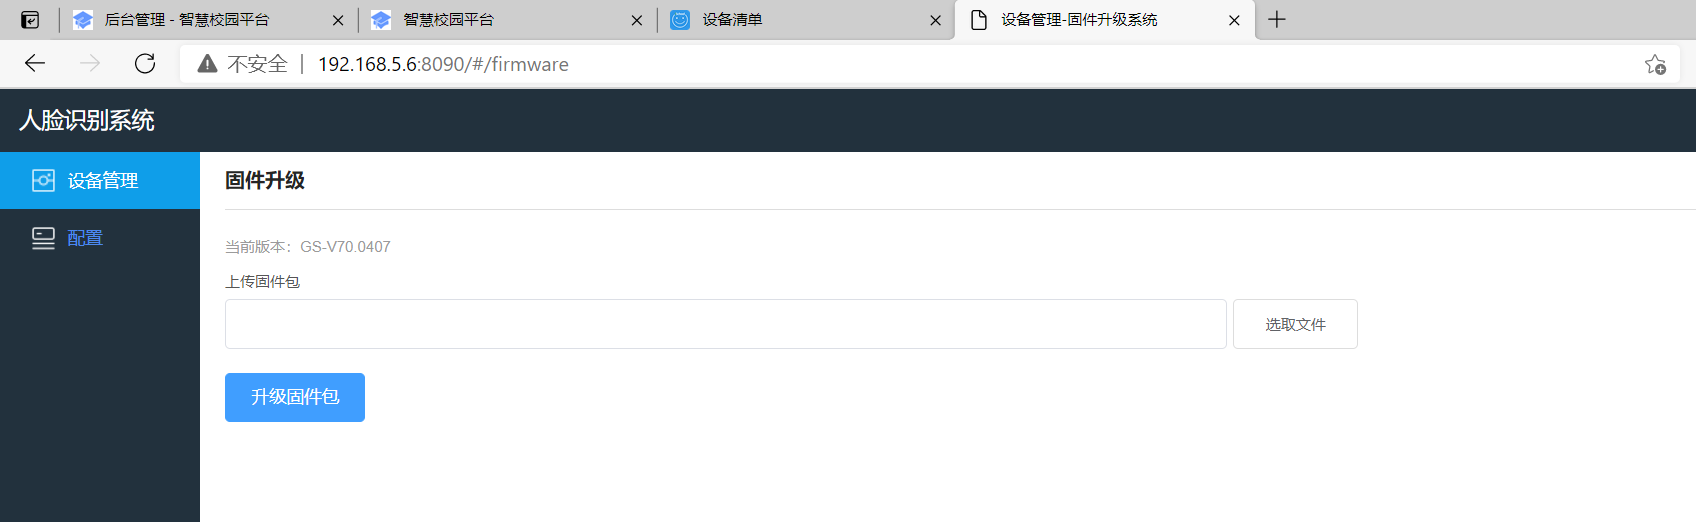 后台管理 - 智慧校园平台
智慧校园平台
设备清单
设备管理-固件升级系统
不安全
192.168.5.6:8090/#/firmware
人脸识别系统
设备管理
配置
固件升级
当前版本：GS-V70.0407
上传固件包
选取文件
升级固件包